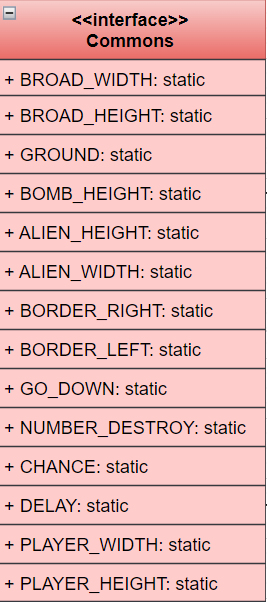 <<interface>>
Commons
+ BROAD_WIDTH: static
+ BROAD_HEIGHT: static
+ GROUND: static
+ BOMB_HEIGHT: static
+ ALIEN_HEIGHT: static
+ ALIEN_WIDTH: static
+ BORDER_RIGHT: static
+ BORDER_LEFT: static
+ GO_DOWN: static
+ NUMBER_DESTROY: static
+ CHANCE: static
+ DELAY: static
+ PLAYER_WIDTH: static
+ PLAYER_HEIGHT: static